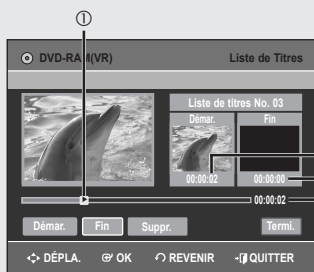 ①
DVD-RAM(VR) Liste de Titres
Liste de titres No. 03
Démar. Fin
00:00:02 00:00:00
00:00:02
Démar. Fin Suppr. Termi.
DÉPLA. OK REVENIR QUITTER